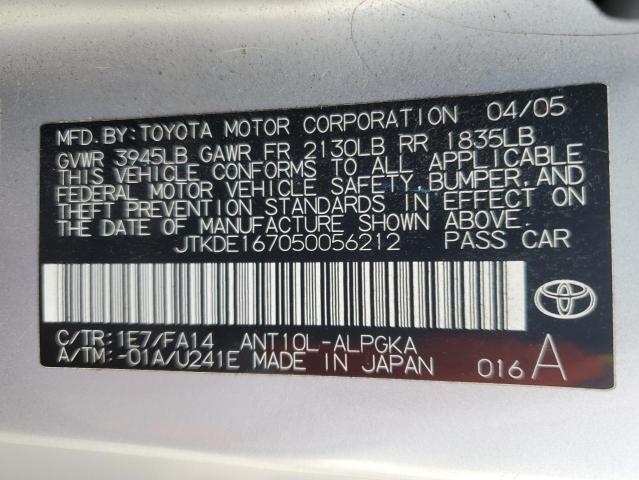 MFD. BY: TOYOTA MOTOR CORPORATION 04/05
GVWR 3945LB GAWR FR 2130LB RR 1835LB
THIS VEHICLE CONFORMS TO ALL APPLICABLE
FEDERAL MOTOR VEHICLE SAFETY, BUMPER, AND
THEFT PREVENTION STANDARDS IN EFFECT ON
THE DATE OF MANUFACTURE SHOWN ABOVE.
JTKDE167050056212 PASS CAR
C/TR: 1E7/FA14 ANT10L-ALPGKA
A/TM: -01A/U241E MADE IN JAPAN 016 A